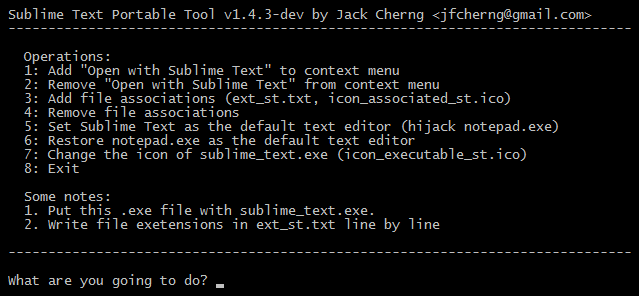 Sublime Text Portable Tool v1.4.3-dev by Jack Cherng <jfcherng@gmail.com>
--------------------------------------------------------------------------------
Operations:
1: Add "Open with Sublime Text" to context menu
2: Remove "Open with Sublime Text" from context menu
3: Add file associations (ext_st.txt, icon_associated_st.ico)
4: Remove file associations
5: Set Sublime Text as the default text editor (hijack notepad.exe)
6: Restore notepad.exe as the default text editor
7: Change the icon of sublime_text.exe (icon_executable_st.ico)
8: Exit
Some notes:
1. Put this .exe file with sublime_text.exe.
2. Write file exetensions in ext_st.txt line by line
--------------------------------------------------------------------------------
What are you going to do? _